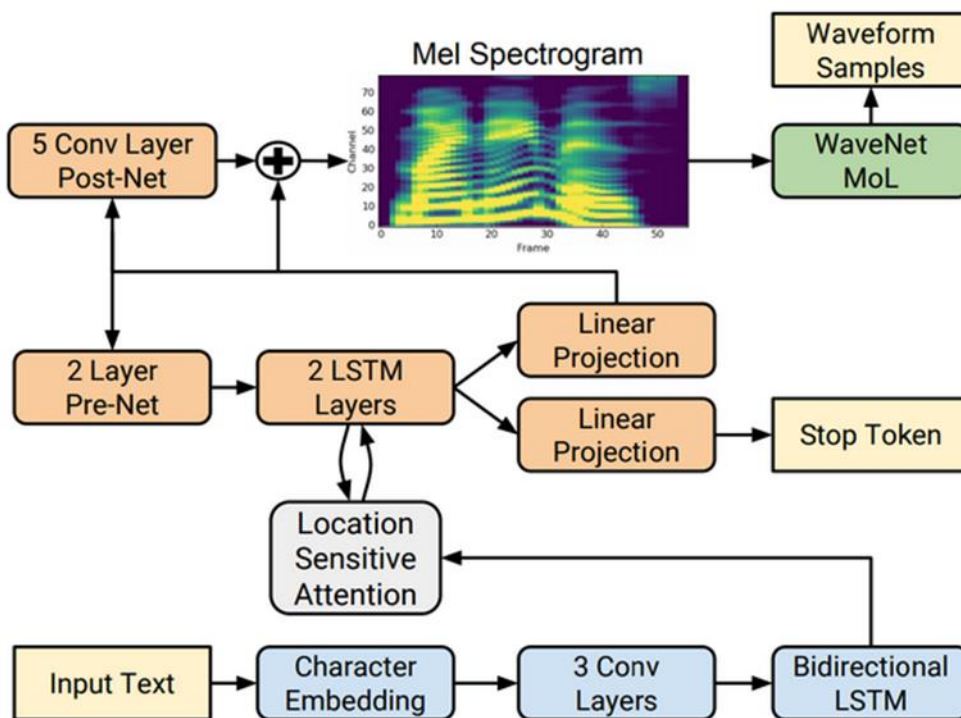 Mel Spectrogram
Waveform
Samples
5 Conv Layer
Post-Net
WaveNet
MoL
Channel
70
60
50
40
30
20
10
0
0 10 20 30 40 50
Frame
2 Layer
Pre-Net
2 LSTM
Layers
Linear
Projection
Linear
Projection
Stop Token
Location
Sensitive
Attention
Input Text
Character
Embedding
3 Conv
Layers
Bidirectional
LSTM